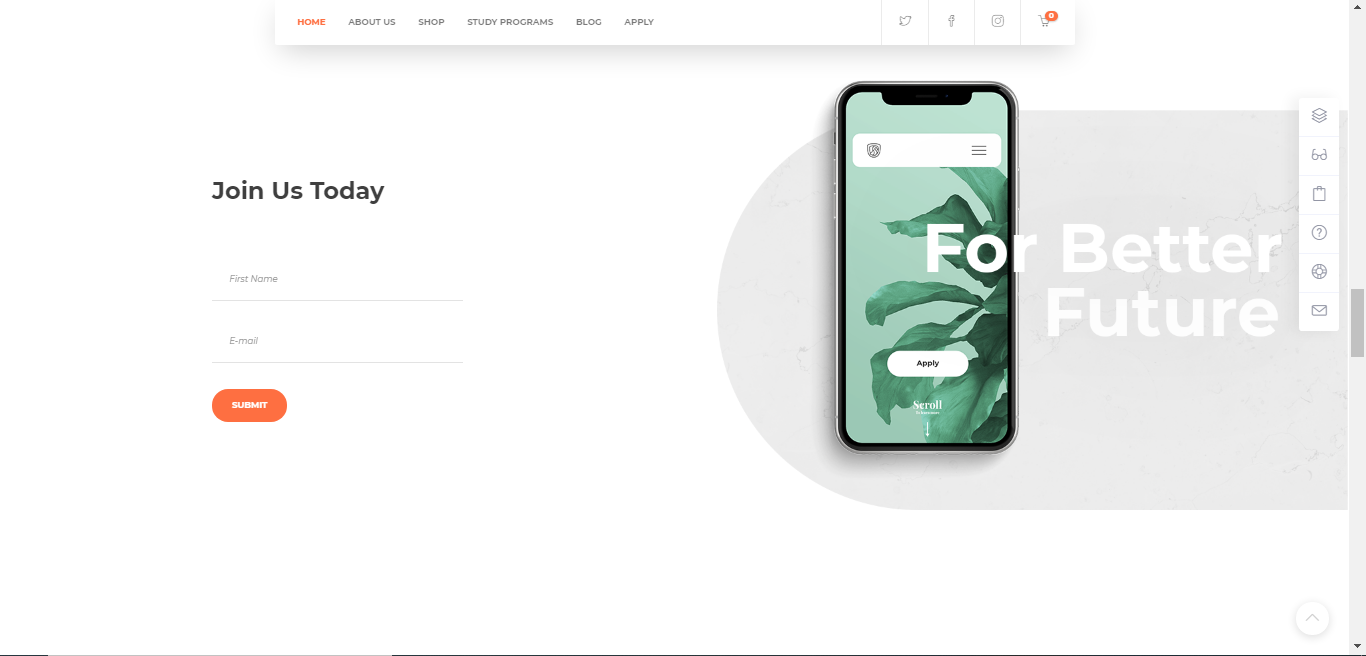 HOME ABOUT US SHOP STUDY PROGRAMS BLOG APPLY 0
Join Us Today
First Name
E-mail
SUBMIT
For Better
Future
Apply
Scroll